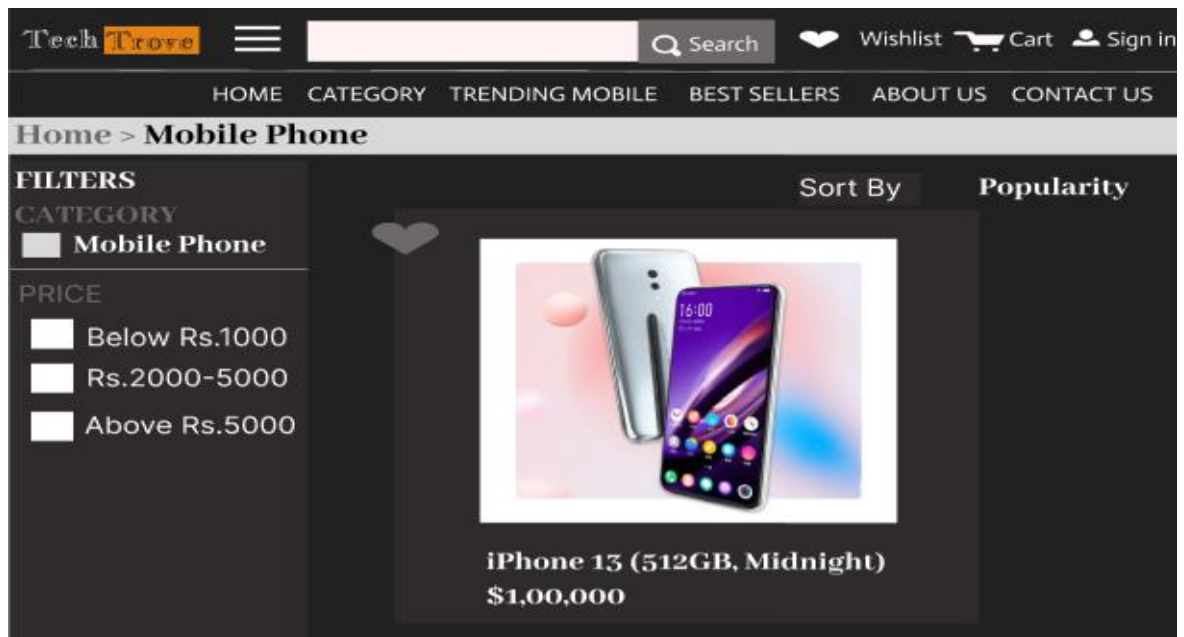 Tech Trove Search Wishlist Cart Sign in
HOME CATEGORY TRENDING MOBILE BEST SELLERS ABOUT US CONTACT US
Home > Mobile Phone
FILTERS
CATEGORY
Mobile Phone
PRICE
Below Rs.1000
Rs.2000-5000
Above Rs.5000
Sort By Popularity
16:00
iPhone 13 (512GB, Midnight)
$1,00,000